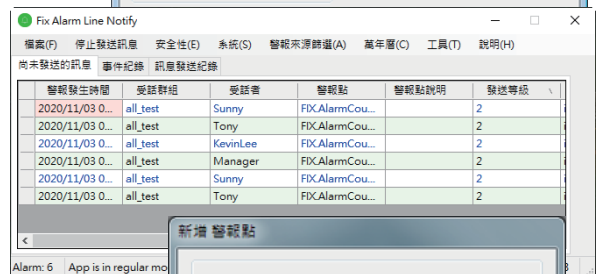 Fix Alarm Line Notify
檔案(F) 停止發送訊息 安全性(E) 系統(S) 警報來源篩選(A) 萬年曆(C) 工具(T) 說明(H)
尚未發送的訊息 事件紀錄 訊息發送紀錄
警報發生時間 受話群組 受話者 警報點 警報點說明 發送等級
2020/11/03 0... all_test Sunny FIX.AlarmCou... 2
2020/11/03 0... all_test Tony FIX.AlarmCou... 2
2020/11/03 0... all_test KevinLee FIX.AlarmCou... 2
2020/11/03 0... all_test Manager FIX.AlarmCou... 2
2020/11/03 0... all_test Sunny FIX.AlarmCou... 2
2020/11/03 0... all_test Tony FIX.AlarmCou... 2
新增 警報點
Alarm: 6 App is in regular mo